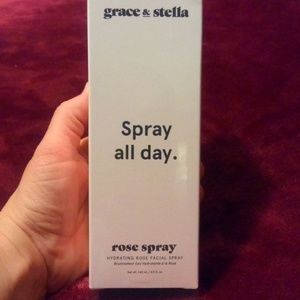 grace & stella
Spray
all day.
rose spray
HYDRATING ROSE FACIAL SPRAY